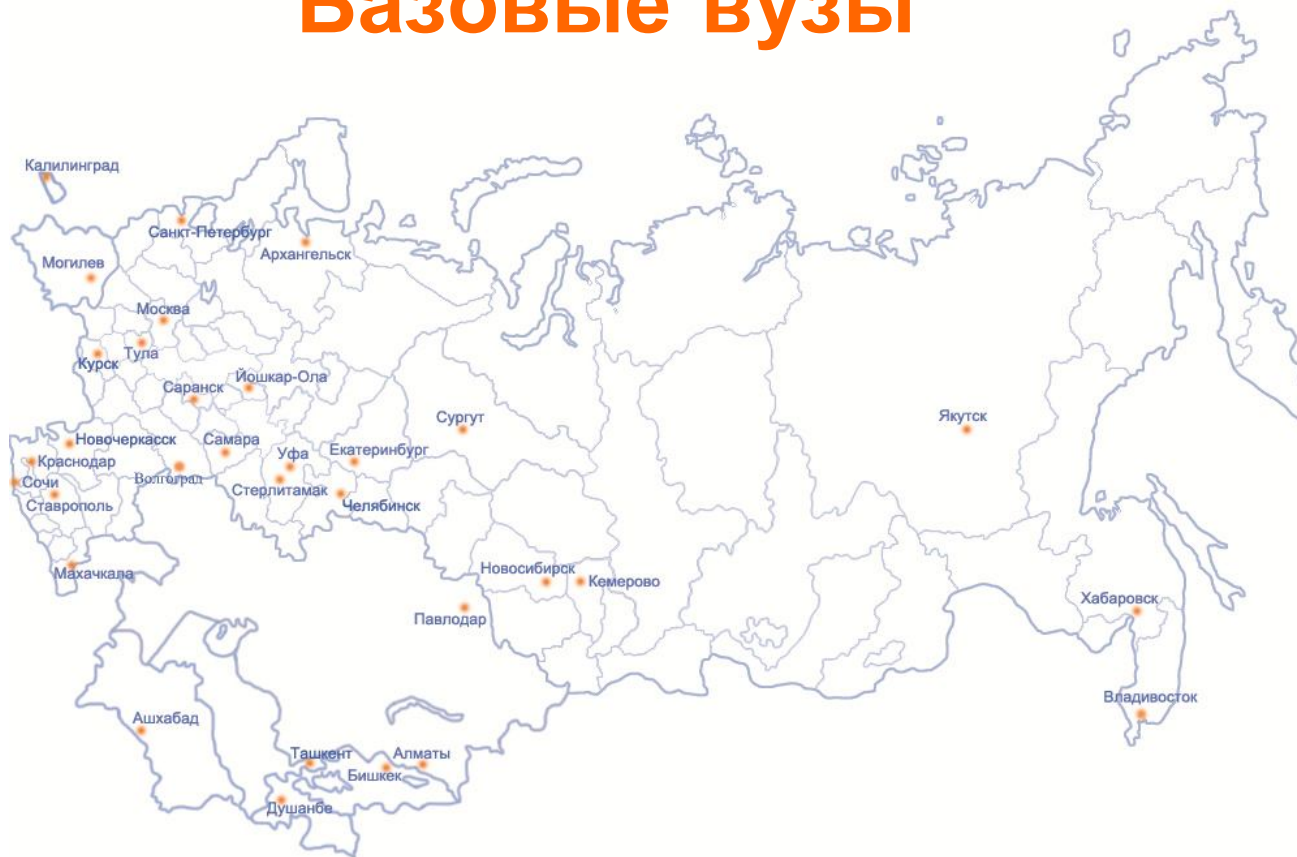 Базовые вузы
Калилинград
Санкт-Петербург
Архангельск
Могилев
Москва
Тула
Курск
Йошкар-Ола
Саранск
Сургут
Якутск
Новочеркасск
Самара
Екатеринбург
Уфа
Краснодар
Волгоград
Сочи
Стерлитамак
Ставрополь
Челябинск
Махачкала
Новосибирск
Кемерово
Хабаровск
Павлодар
Владивосток
Ашхабад
Ташкент
Алматы
Бишкек
Душанбе